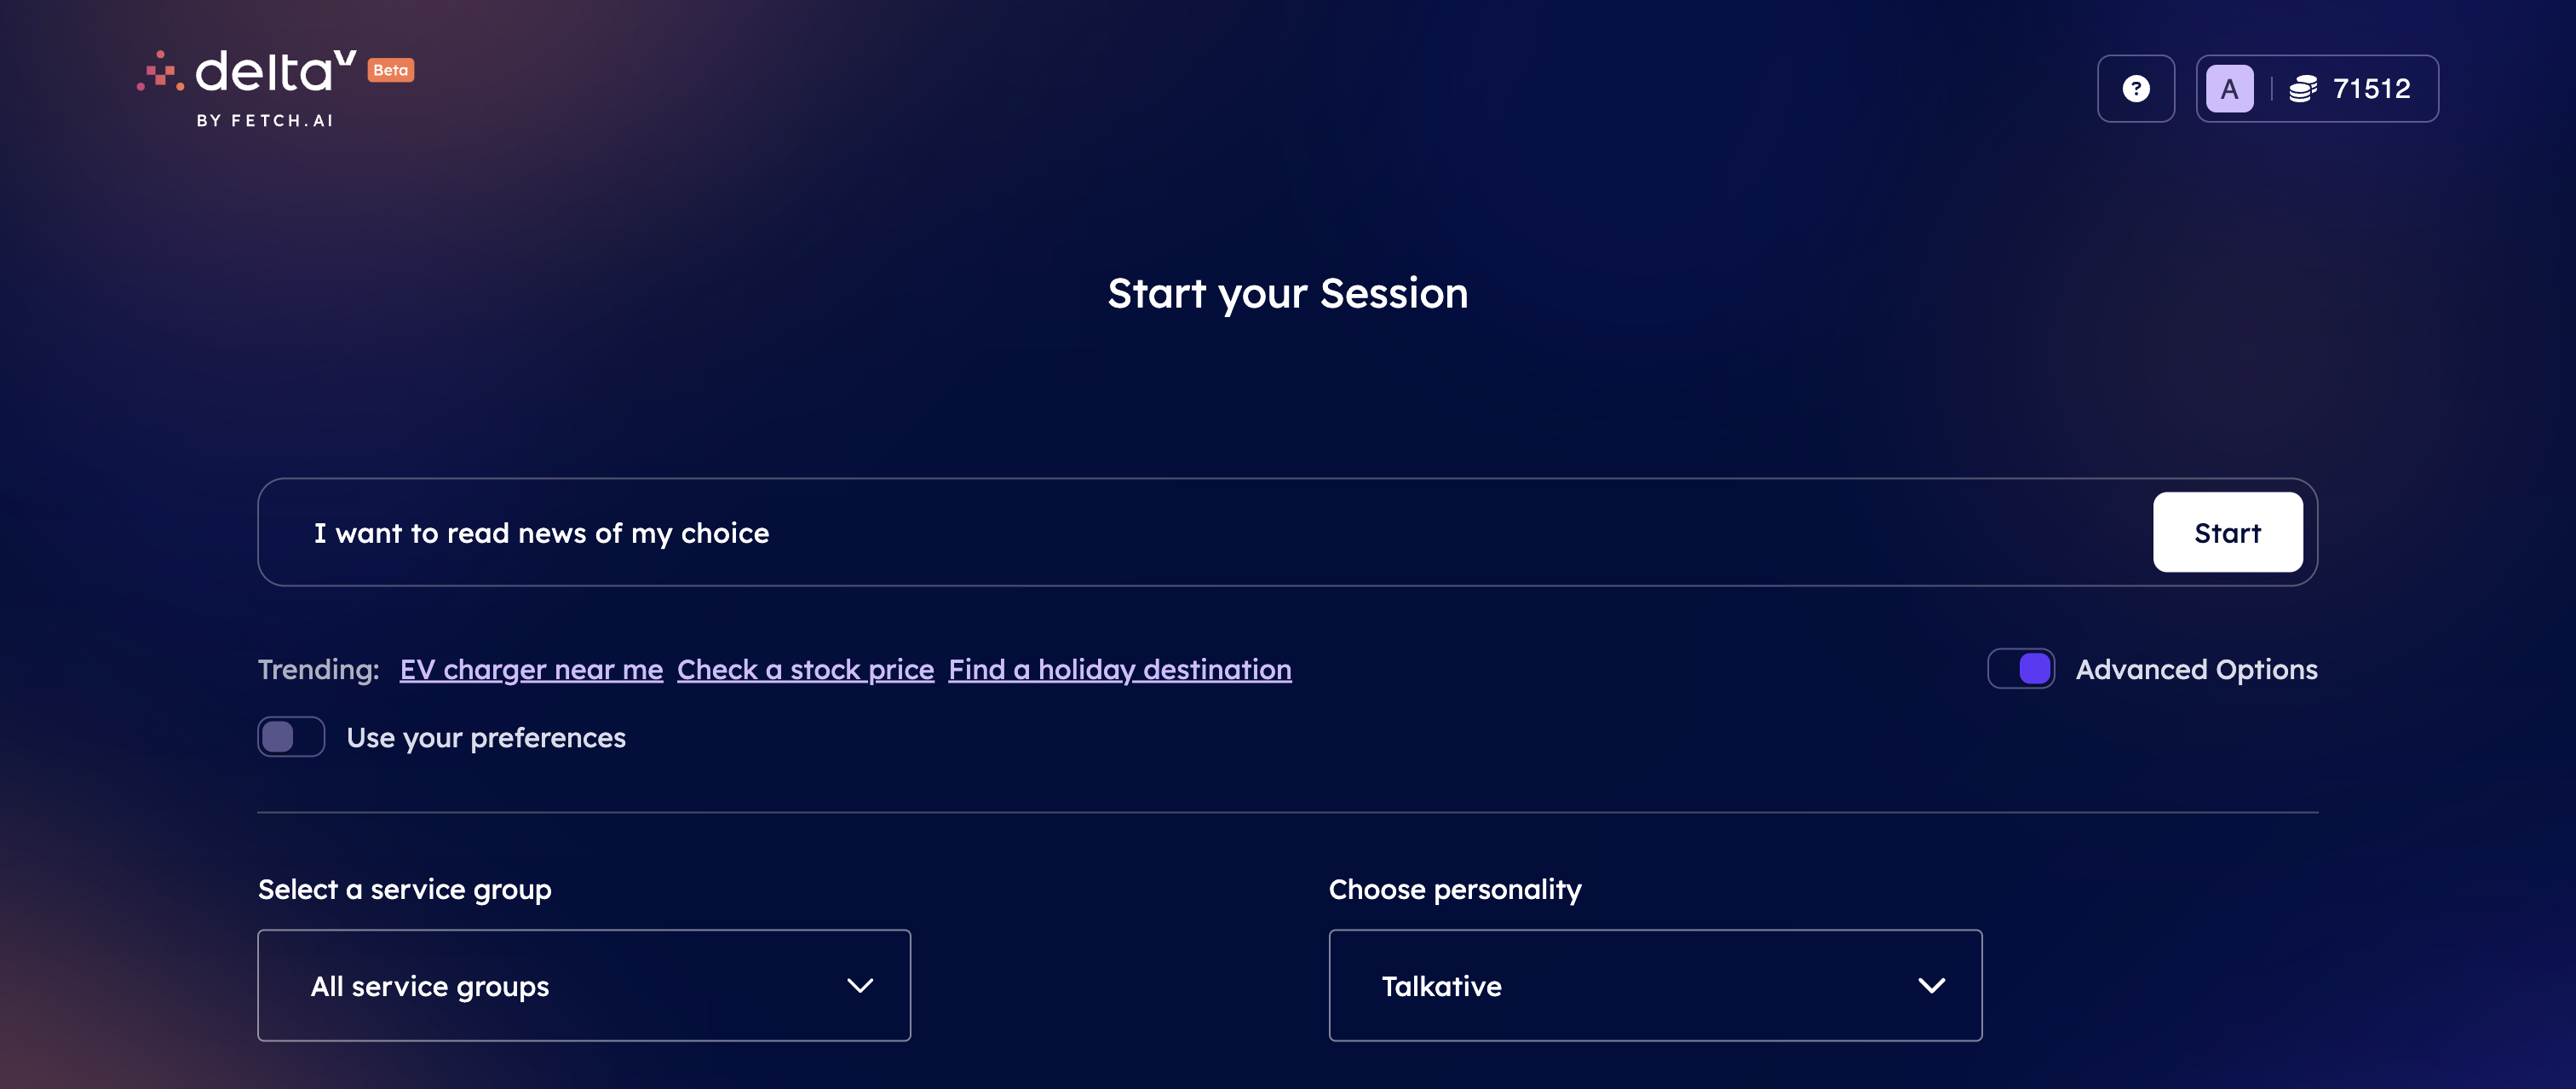 deltaV Beta
BY FETCH.AI
? A 71512
Start your Session
I want to read news of my choice
Start
Trending: EV charger near me Check a stock price Find a holiday destination
Advanced Options
Use your preferences
Select a service group
Choose personality
All service groups
Talkative